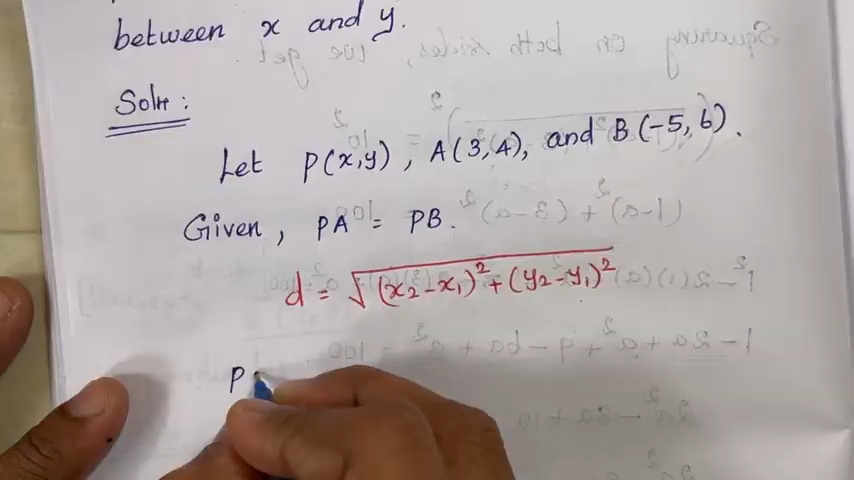 between x and y.
Soln:
Let P(x,y), A(3,4), and B(-5,6).
Given, PA = PB.
d = √(x₂-x₁)²+(y₂-y₁)²
P